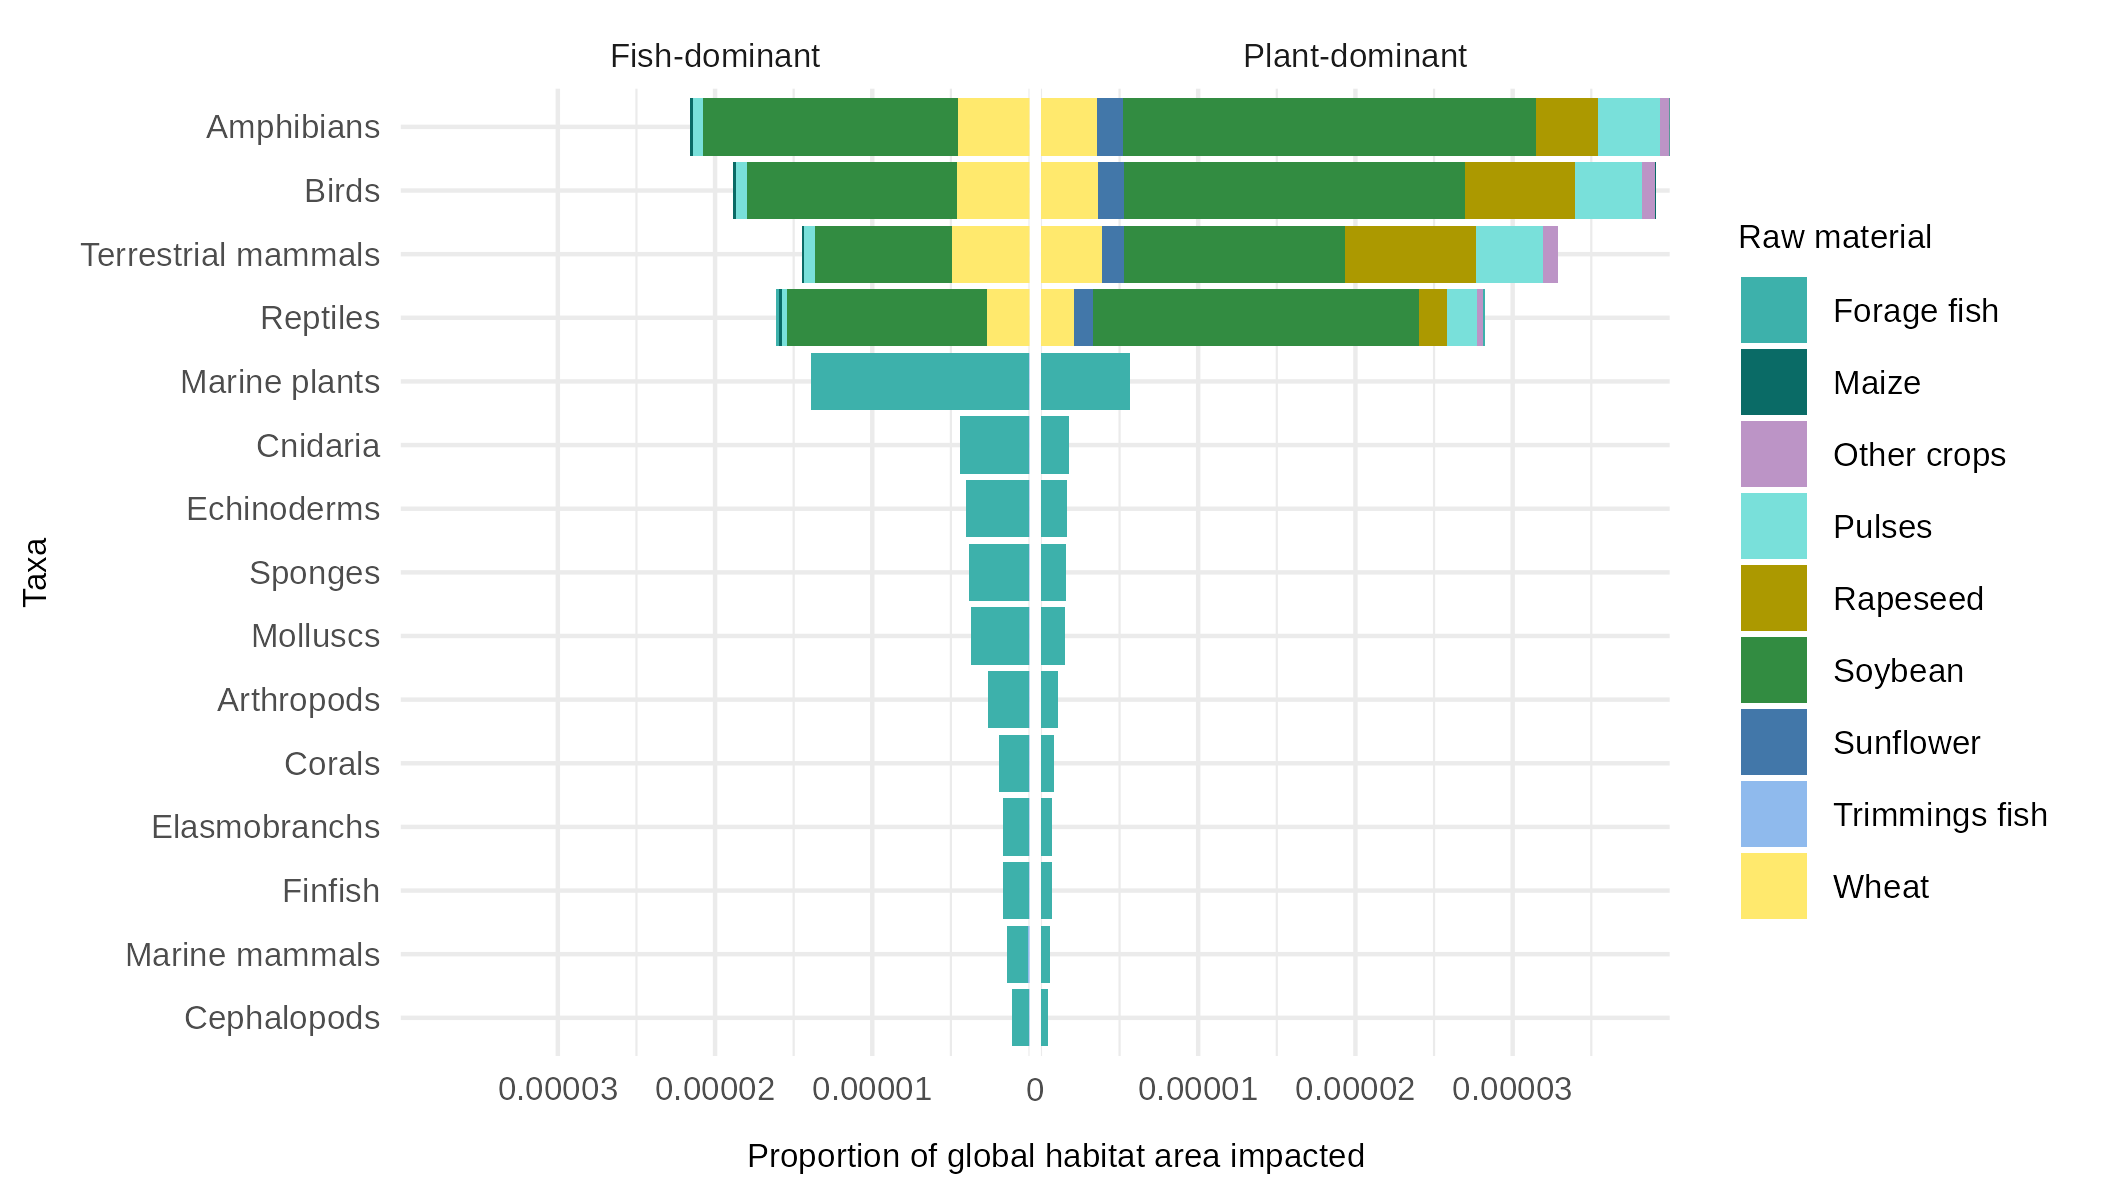 Fish-dominant
Plant-dominant
Amphibians
Birds
Terrestrial mammals
Reptiles
Marine plants
Cnidaria
Echinoderms
Sponges
Molluscs
Arthropods
Corals
Elasmobranchs
Finfish
Marine mammals
Cephalopods
Taxa
0.00003 0.00002 0.00001 0 0.00001 0.00002 0.00003
Proportion of global habitat area impacted
Raw material
Forage fish
Maize
Other crops
Pulses
Rapeseed
Soybean
Sunflower
Trimmings fish
Wheat